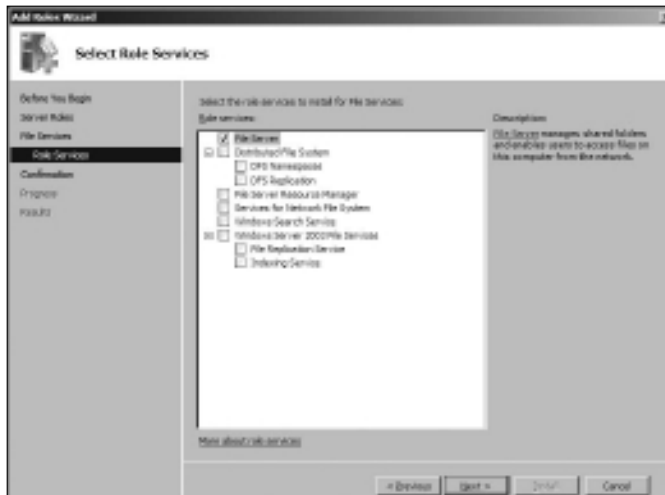 Add Roles Wizard
Select Role Services
Before You Begin
Server Roles
File Services
Role Services
Confirmation
Progress
Results
Select the role services to install for File Services:
Role services:
File Server
Distributed File System
DFS Namespace
DFS Replication
File Server Resource Manager
Services for Network File System
Windows Search Service
Windows Server 2003 File Services
File Replication Service
Indexing Service
More about role services
Description:
File Server manages shared folders
and enables users to access files on
this computer from the network.
< Previous
Next >
Install
Cancel